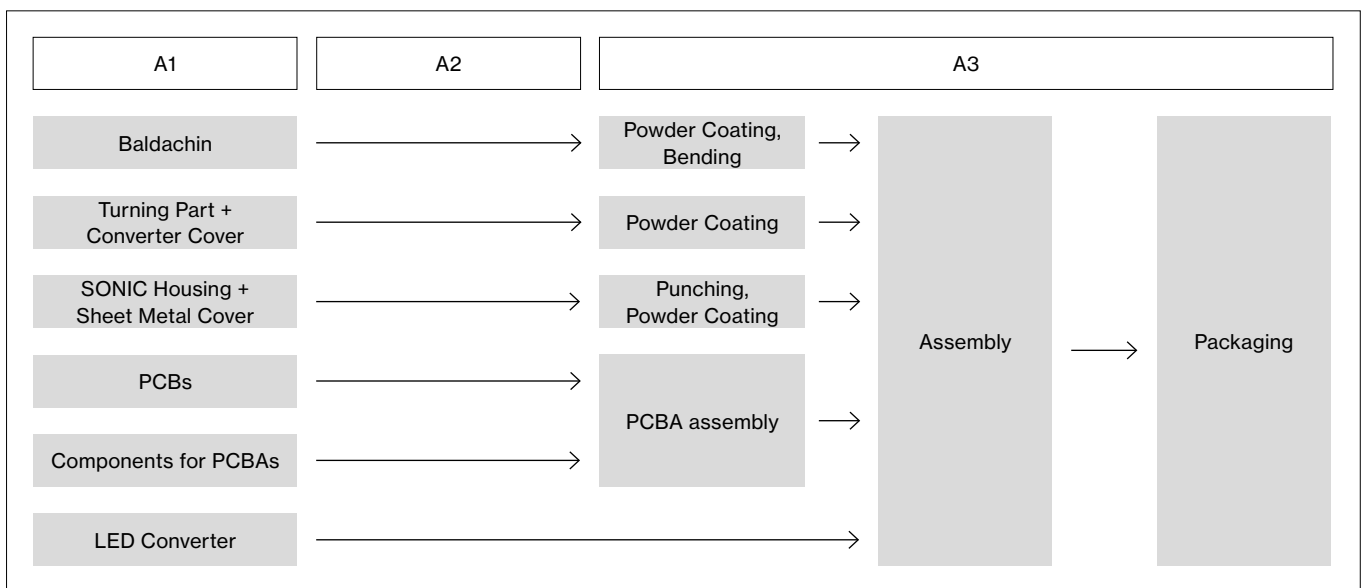 A1
A2
A3
Baldachin
Powder Coating,
Bending
Turning Part +
Converter Cover
Powder Coating
SONIC Housing +
Sheet Metal Cover
Punching,
Powder Coating
Assembly
Packaging
PCBs
PCBA assembly
Components for PCBAs
LED Converter